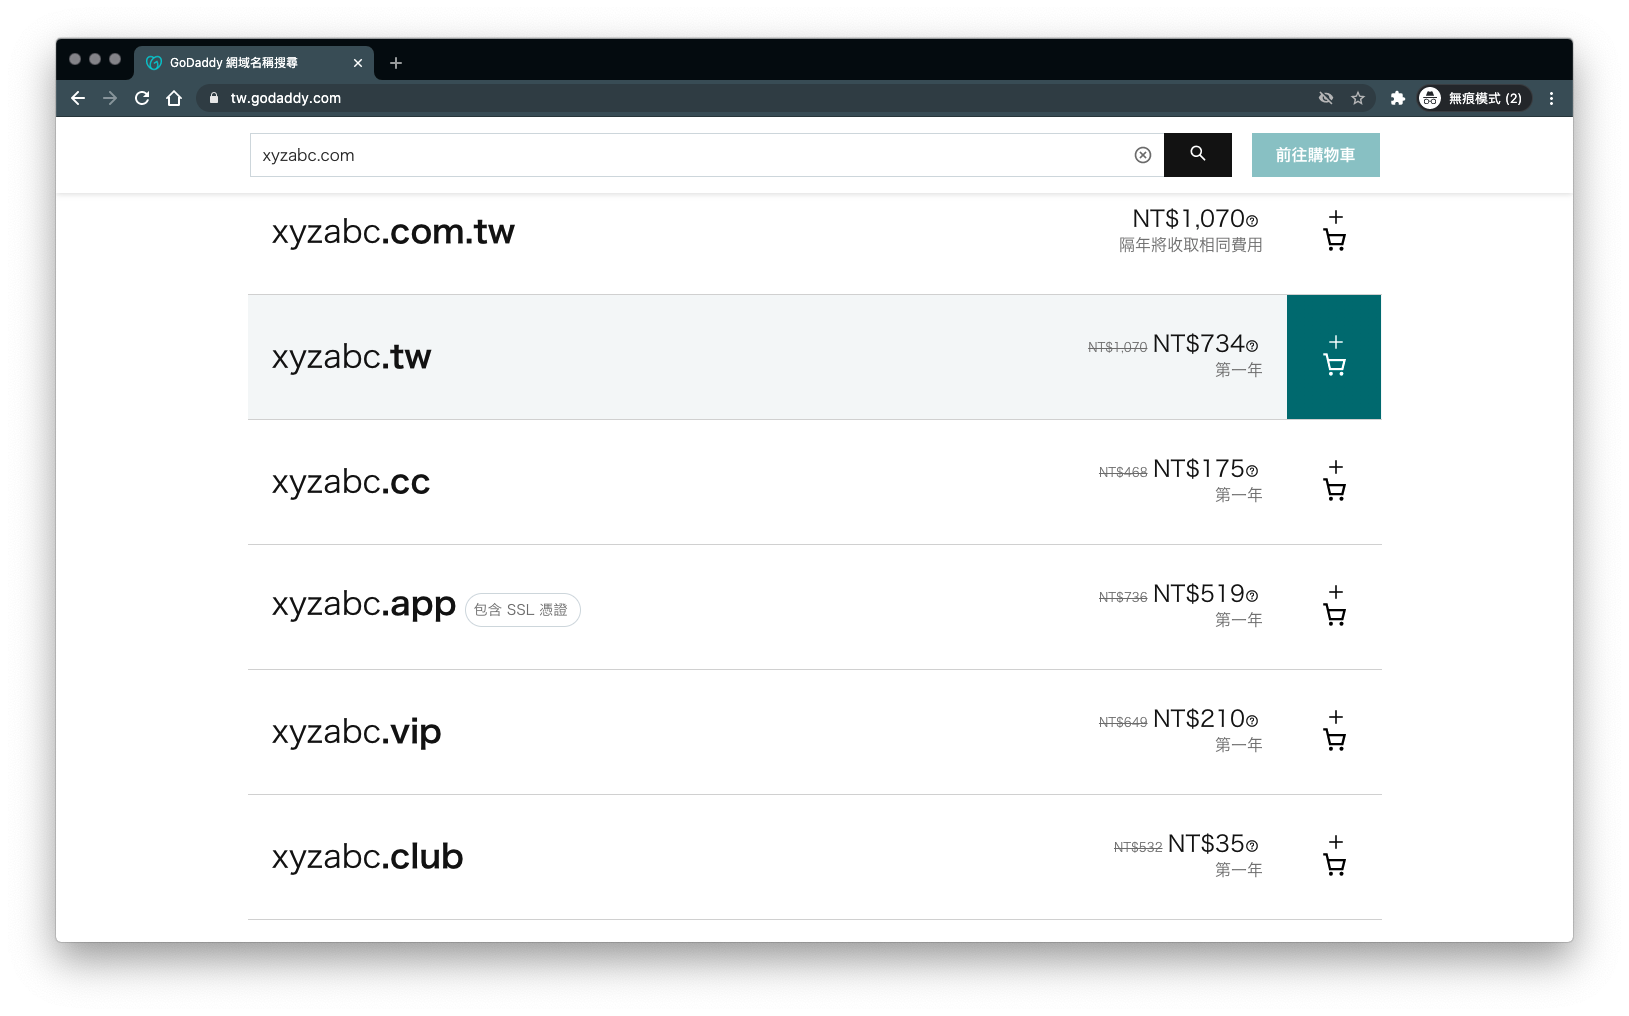 GoDaddy 網域名稱搜尋
tw.godaddy.com
無痕模式 (2)
xyzabc.com
前往購物車
xyzabc.com.tw
NT$1,070
隔年將收取相同費用
xyzabc.tw
NT$1,070 NT$734
第一年
xyzabc.cc
NT$468 NT$175
第一年
xyzabc.app 包含 SSL 憑證
NT$736 NT$519
第一年
xyzabc.vip
NT$649 NT$210
第一年
xyzabc.club
NT$532 NT$35
第一年